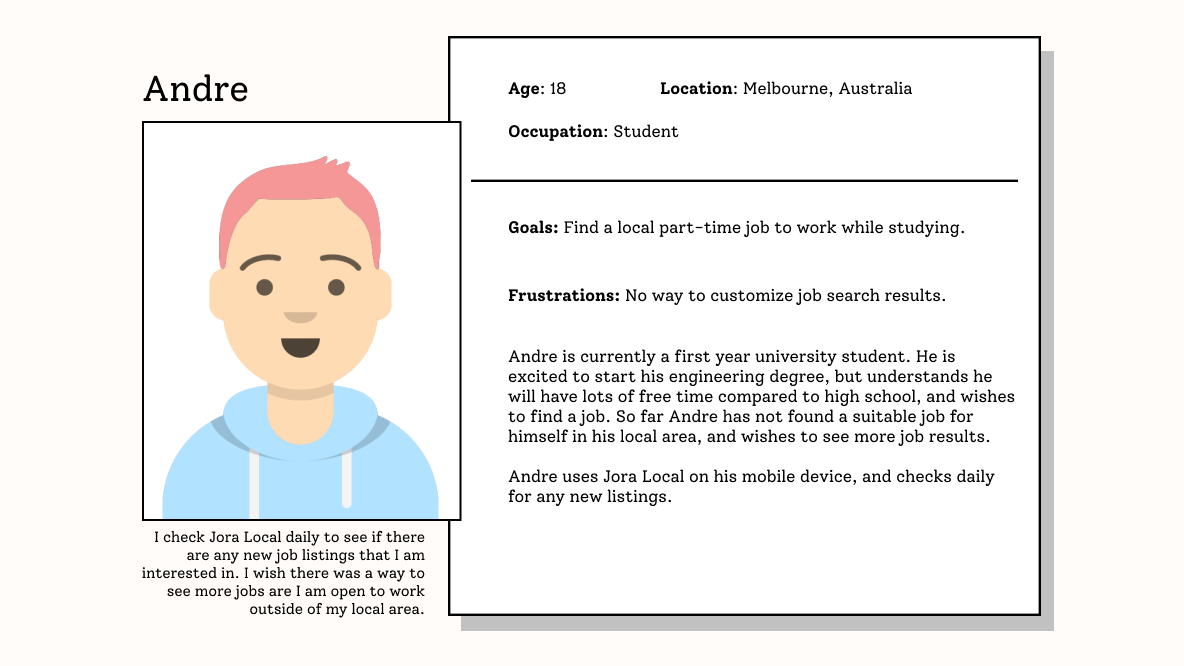 Andre
Age: 18 Location: Melbourne, Australia
Occupation: Student
Goals: Find a local part-time job to work while studying.
Frustrations: No way to customize job search results.
Andre is currently a first year university student. He is
excited to start his engineering degree, but understands he
will have lots of free time compared to high school, and wishes
to find a job. So far Andre has not found a suitable job for
himself in his local area, and wishes to see more job results.
Andre uses Jora Local on his mobile device, and checks daily
for any new listings.
I check Jora Local daily to see if there
are any new job listings that I am
interested in. I wish there was a way to
see more jobs are I am open to work
outside of my local area.